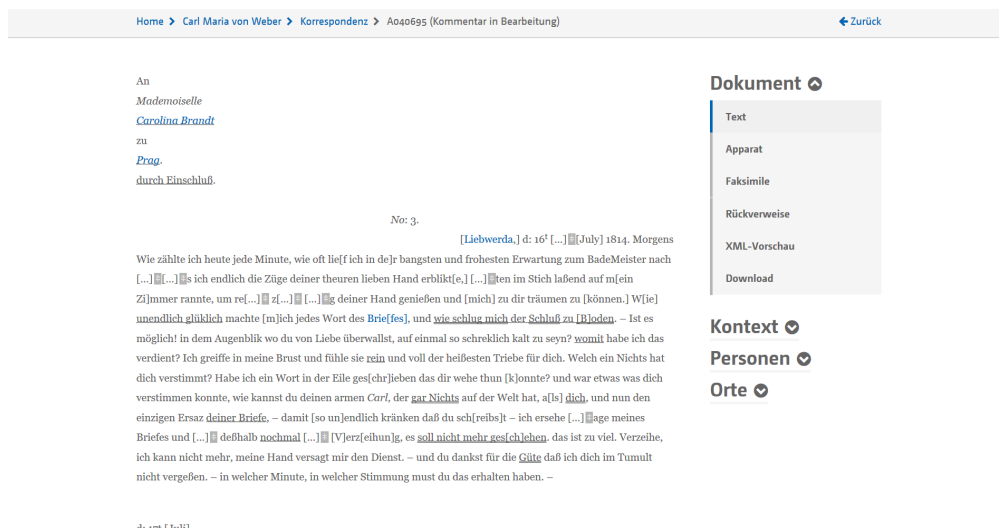 Home > Carl Maria von Weber > Korrespondenz > A040695 (Kommentar in Bearbeitung)
Zurück
An
Mademoiselle
Carolina Brandt
zu
Prag.
durch Einschluß.
No: 3.
[Liebwerda,] d: 16t […] ‡ [July] 1814. Morgens
Wie zählte ich heute jede Minute, wie oft lie[f ich in de]r bangsten und frohesten Erwartung zum BadeMeister nach
[…] ‡ […] ‡ s ich endlich die Züge deiner theuren lieben Hand erblikt[e,] […] ‡ ten im Stich laßend auf m[ein
Zi]mmer rannte, um re[…] ‡ z[…] ‡ […] ‡ g deiner Hand genießen und [mich] zu dir träumen zu [können.] W[ie]
unendlich glüklich machte [m]ich jedes Wort des Brie[fes], und wie schlug mich der Schluß zu [B]oden. – Ist es
möglich! in dem Augenblik wo du von Liebe überwallst, auf einmal so schreklich kalt zu seyn? womit habe ich das
verdient? Ich greiffe in meine Brust und fühle sie rein und voll der heißesten Triebe für dich. Welch ein Nichts hat
dich verstimmt? Habe ich ein Wort in der Eile ges[chr]ieben das dir wehe thun [k]onnte? und war etwas was dich
verstimmen konnte, wie kannst du deinen armen Carl, der gar Nichts auf der Welt hat, a[ls] dich, und nun den
einzigen Ersaz deiner Briefe, – damit [so un]endlich kränken daß du sch[reibs]t – ich ersehe […] ‡ age meines
Briefes und […] ‡ deßhalb nochmal […] ‡ [V]erz[eihun]g, es soll nicht mehr ges[ch]ehen. das ist zu viel. Verzeihe,
ich kann nicht mehr, meine Hand versagt mir den Dienst. – und du dankst für die Güte daß ich dich im Tumult
nicht vergeßen. – in welcher Minute, in welcher Stimmung must du das erhalten haben. –
Dokument
Text
Apparat
Faksimile
Rückverweise
XML-Vorschau
Download
Kontext
Personen
Orte